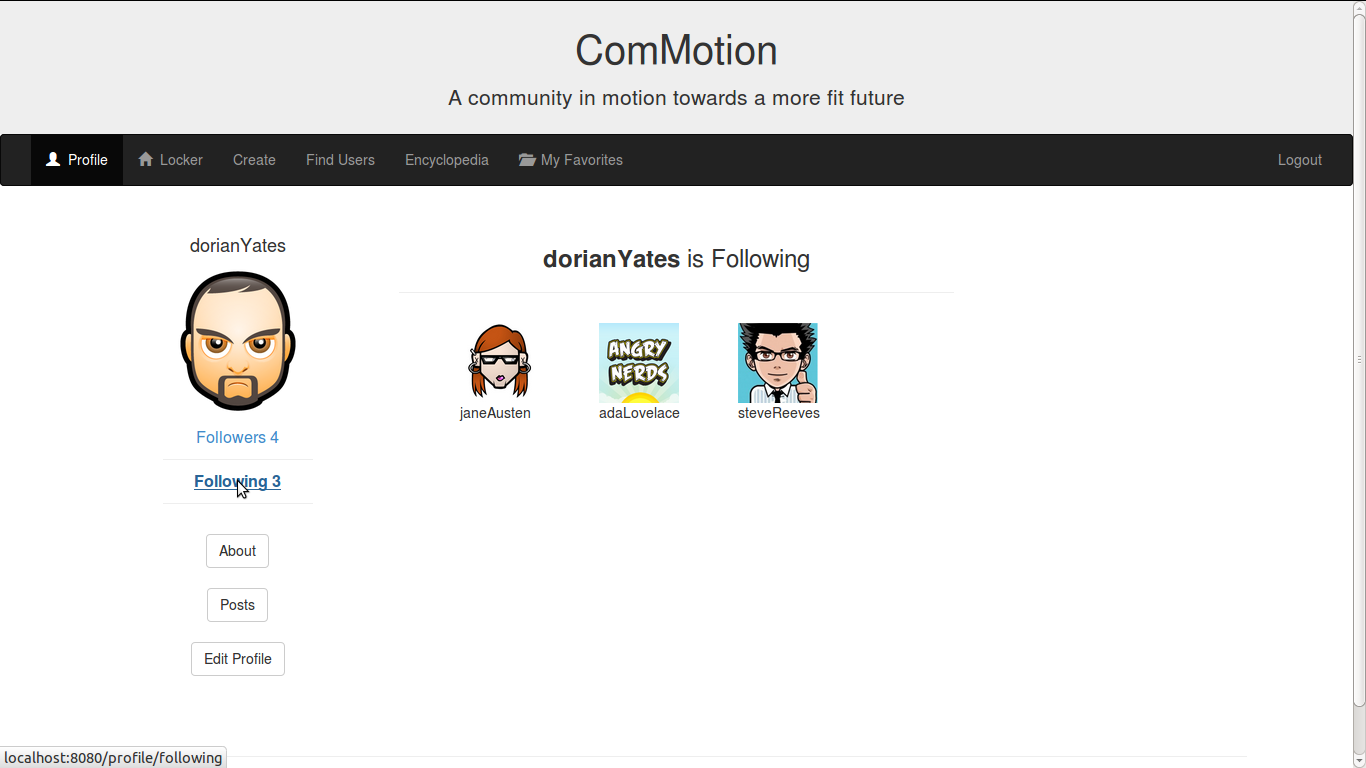 ComMotion
A community in motion towards a more fit future
Profile Locker Create Find Users Encyclopedia My Favorites Logout
dorianYates
Followers 4
Following 3
About
Posts
Edit Profile
dorianYates is Following
janeAusten
ANGRY
NERDS
adaLovelace
steveReeves
localhost:8080/profile/following